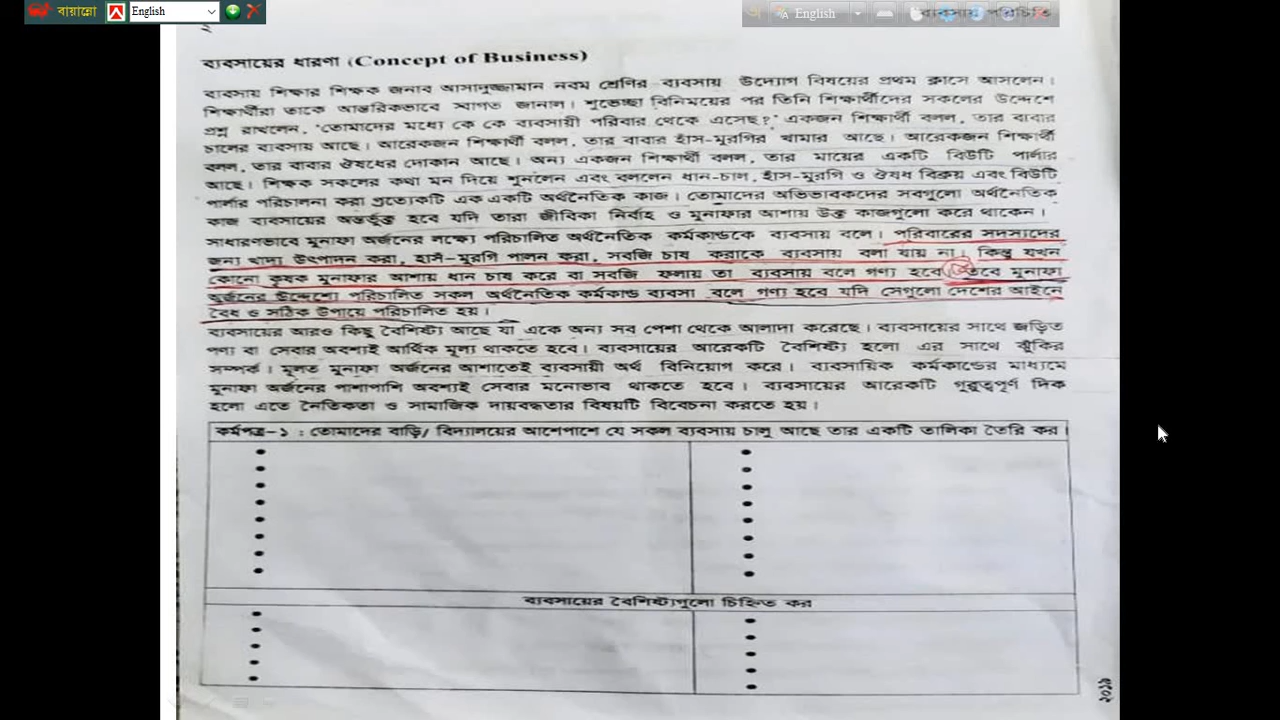 বায়ান্নো English
English
ব্যবসায় পরিচিতি
২
ব্যবসায়ের ধারণা (Concept of Business)
ব্যবসায় শিক্ষার শিক্ষক জনাব আসাদুজ্জামান নবম শ্রেণির ব্যবসায় উদ্যোগ বিষয়ের প্রথম ক্লাসে আসলেন।
শিক্ষার্থীরা তাকে আন্তরিকভাবে স্বাগত জানাল। শুভেচ্ছা বিনিময়ের পর তিনি শিক্ষার্থীদের সকলের উদ্দেশে
প্রশ্ন রাখলেন, 'তোমাদের মধ্যে কে কে ব্যবসায়ী পরিবার থেকে এসেছ?' একজন শিক্ষার্থী বলল, তার বাবার
চালের ব্যবসায় আছে। আরেকজন শিক্ষার্থী বলল, তার বাবার হাঁস-মুরগির খামার আছে। আরেকজন শিক্ষার্থী
বলল, তার বাবার ঔষধের দোকান আছে। অন্য একজন শিক্ষার্থী বলল, তার মায়ের একটি বিউটি পার্লার
আছে। শিক্ষক সকলের কথা মন দিয়ে শুনলেন এবং বললেন ধান-চাল, হাঁস-মুরগি ও ঔষধ বিক্রয় এবং বিউটি
পার্লার পরিচালনা করা প্রত্যেকটি এক একটি অর্থনৈতিক কাজ। তোমাদের অভিভাবকদের সবগুলো অর্থনৈতিক
কাজ ব্যবসায়ের অন্তর্ভুক্ত হবে যদি তারা জীবিকা নির্বাহ ও মুনাফার আশায় উক্ত কাজগুলো করে থাকেন।
সাধারণভাবে মুনাফা অর্জনের লক্ষ্যে পরিচালিত অর্থনৈতিক কর্মকান্ডকে ব্যবসায় বলে। পরিবারের সদস্যদের
জন্য খাদ্য উৎপাদন করা, হাঁস-মুরগি পালন করা, সবজি চাষ করাকে ব্যবসায় বলা যায় না। কিন্তু যখন
কোনো কৃষক মুনাফার আশায় ধান চাষ করে বা সবজি ফলায় তা ব্যবসায় বলে গণ্য হবে। তবে মুনাফা
অর্জনের উদ্দেশ্যে পরিচালিত সকল অর্থনৈতিক কর্মকান্ড ব্যবসা বলে গণ্য হবে যদি সেগুলো দেশের আইনে
বৈধ ও সঠিক উপায়ে পরিচালিত হয়।
ব্যবসায়ের আরও কিছু বৈশিষ্ট্য আছে যা একে অন্য সব পেশা থেকে আলাদা করেছে। ব্যবসায়ের সাথে জড়িত
পণ্য বা সেবার অবশ্যই আর্থিক মূল্য থাকতে হবে। ব্যবসায়ের আরেকটি বৈশিষ্ট্য হলো এর সাথে ঝুঁকির
সম্পর্ক। মূলত মুনাফা অর্জনের আশাতেই ব্যবসায়ী অর্থ বিনিয়োগ করে। ব্যবসায়িক কর্মকান্ডের মাধ্যমে
মুনাফা অর্জনের পাশাপাশি অবশ্যই সেবার মনোভাব থাকতে হবে। ব্যবসায়ের আরেকটি গুরুত্বপূর্ণ দিক
হলো এতে নৈতিকতা ও সামাজিক দায়বদ্ধতার বিষয়টি বিবেচনা করতে হয়।
কর্মপত্র-১ : তোমাদের বাড়ি/ বিদ্যালয়ের আশেপাশে যে সকল ব্যবসায় চালু আছে তার একটি তালিকা তৈরি কর।
ব্যবসায়ের বৈশিষ্ট্যগুলো চিহ্নিত কর
২০১৯